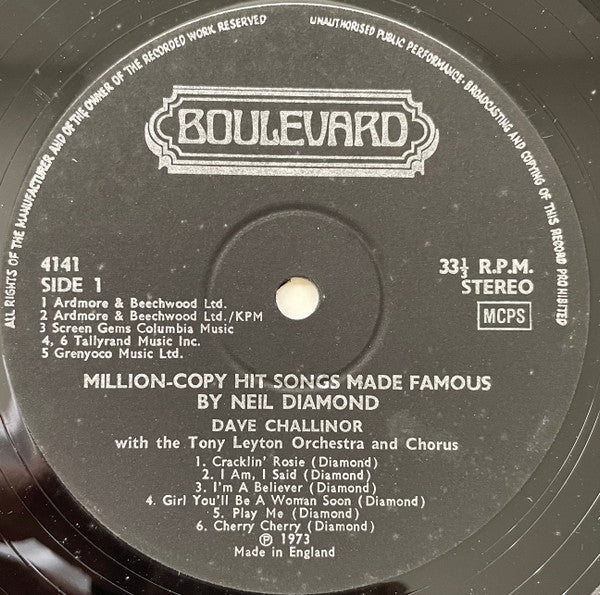 ALL RIGHTS OF THE MANUFACTURER AND OF THE OWNER OF THE RECORDED WORK RESERVED
UNAUTHORISED PUBLIC PERFORMANCE BROADCASTING AND COPYING OF THIS RECORD PROHIBITED
BOULEVARD
4141
SIDE 1
33⅓ R.P.M.
STEREO
MCPS
1 Ardmore & Beechwood Ltd.
2 Ardmore & Beechwood Ltd./KPM
3 Screen Gems Columbia Music
4, 6 Tallyrand Music Inc.
5 Grenyoco Music Ltd.
MILLION-COPY HIT SONGS MADE FAMOUS
BY NEIL DIAMOND
DAVE CHALLINOR
with the Tony Leyton Orchestra and Chorus
1. Cracklin' Rosie (Diamond)
2. I Am, I Said (Diamond)
3. I'm A Believer (Diamond)
4. Girl You'll Be A Woman Soon (Diamond)
5. Play Me (Diamond)
6. Cherry Cherry (Diamond)
℗ 1973
Made in England